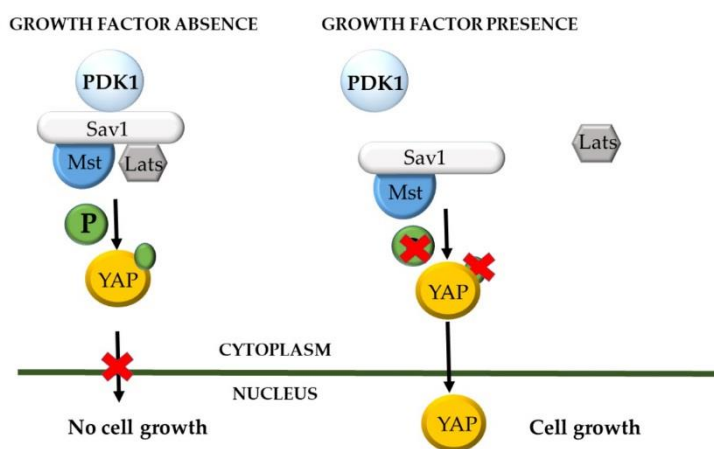 GROWTH FACTOR ABSENCE
PDK1
Sav1
Mst
Lats
P
YAP
CYTOPLASM
NUCLEUS
No cell growth
GROWTH FACTOR PRESENCE
PDK1
Lats
Sav1
Mst
YAP
YAP
Cell growth